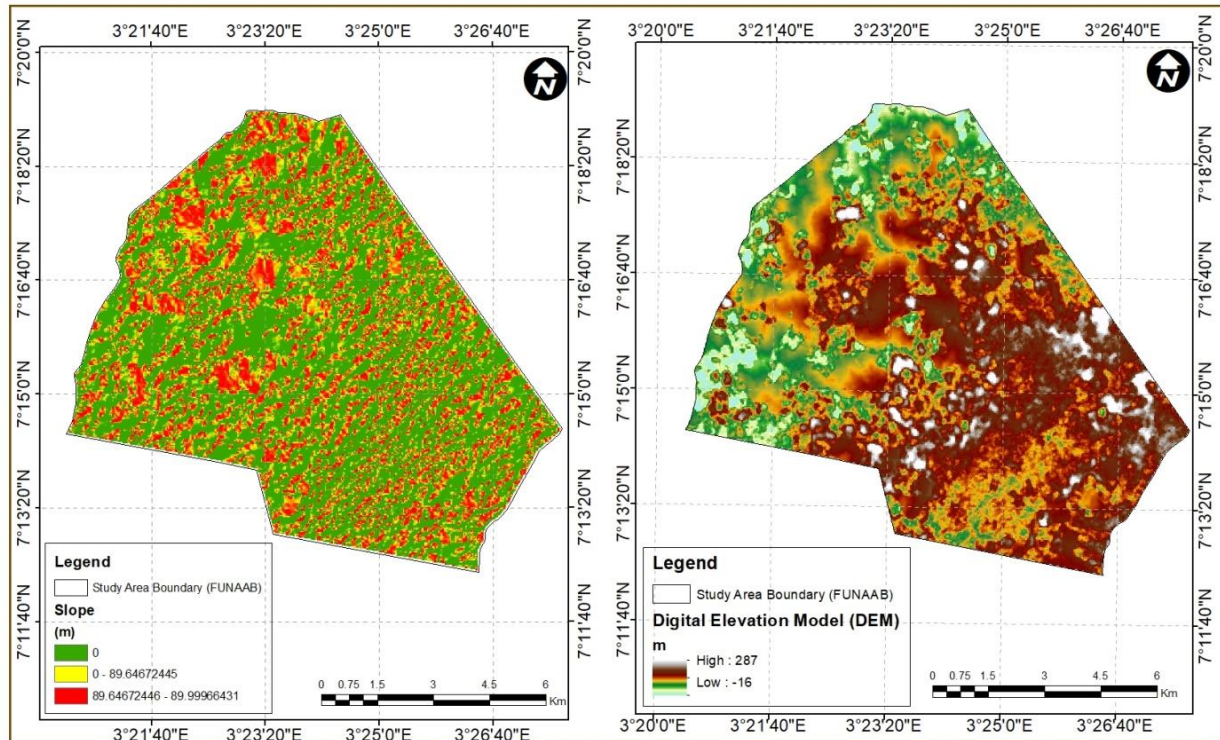 3°21'40"E 3°23'20"E 3°25'0"E 3°26'40"E
7°20'0"N
7°18'20"N
7°16'40"N
7°15'0"N
7°13'20"N
7°11'40"N
N
7°20'0"N
7°18'20"N
7°16'40"N
7°15'0"N
7°13'20"N
7°11'40"N
Legend
Study Area Boundary (FUNAAB)
Slope
(m)
0
0 - 89.64672445
89.64672446 - 89.99966431
0 0.75 1.5 3 4.5 6
Km
3°21'40"E 3°23'20"E 3°25'0"E 3°26'40"E
3°20'0"E 3°21'40"E 3°23'20"E 3°25'0"E 3°26'40"E
7°18'20"N
7°16'40"N
7°15'0"N
7°13'20"N
7°11'40"N
N
7°20'0"N
7°18'20"N
7°16'40"N
7°15'0"N
7°13'20"N
7°11'40"N
Legend
Study Area Boundary (FUNAAB)
Digital Elevation Model (DEM)
m
High : 287
Low : -16
0 0.75 1.5 3 4.5 6
Km
3°20'0"E 3°21'40"E 3°23'20"E 3°25'0"E 3°26'40"E